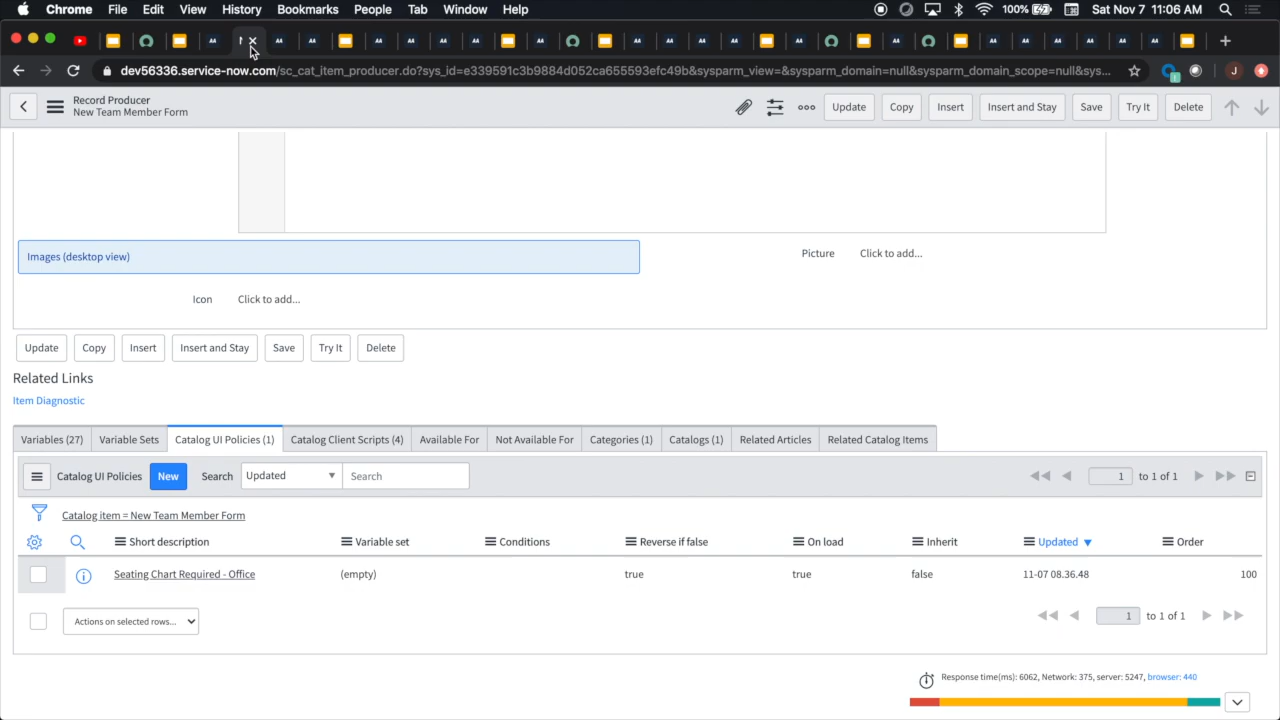 Chrome File Edit View History Bookmarks People Tab Window Help 100% Sat Nov 7 11:06 AM
dev56336.service-now.com/sc_cat_item_producer.do?sys_id=e339591c3b9884d052ca655593efc49b&sysparm_view=&sysparm_domain=null&sysparm_domain_scope=null&sys... J
Record Producer
New Team Member Form
Update Copy Insert Insert and Stay Save Try It Delete
Images (desktop view)
Picture Click to add...
Icon Click to add...
Update Copy Insert Insert and Stay Save Try It Delete
Related Links
Item Diagnostic
Variables (27) Variable Sets Catalog UI Policies (1) Catalog Client Scripts (4) Available For Not Available For Categories (1) Catalogs (1) Related Articles Related Catalog Items
Catalog UI Policies New Search Updated Search 1 to 1 of 1
Catalog item = New Team Member Form
Short description Variable set Conditions Reverse if false On load Inherit Updated Order
Seating Chart Required - Office (empty) true true false 11-07 08.36.48 100
Actions on selected rows... 1 to 1 of 1
Response time(ms): 6062, Network: 375, server: 5247, browser: 440